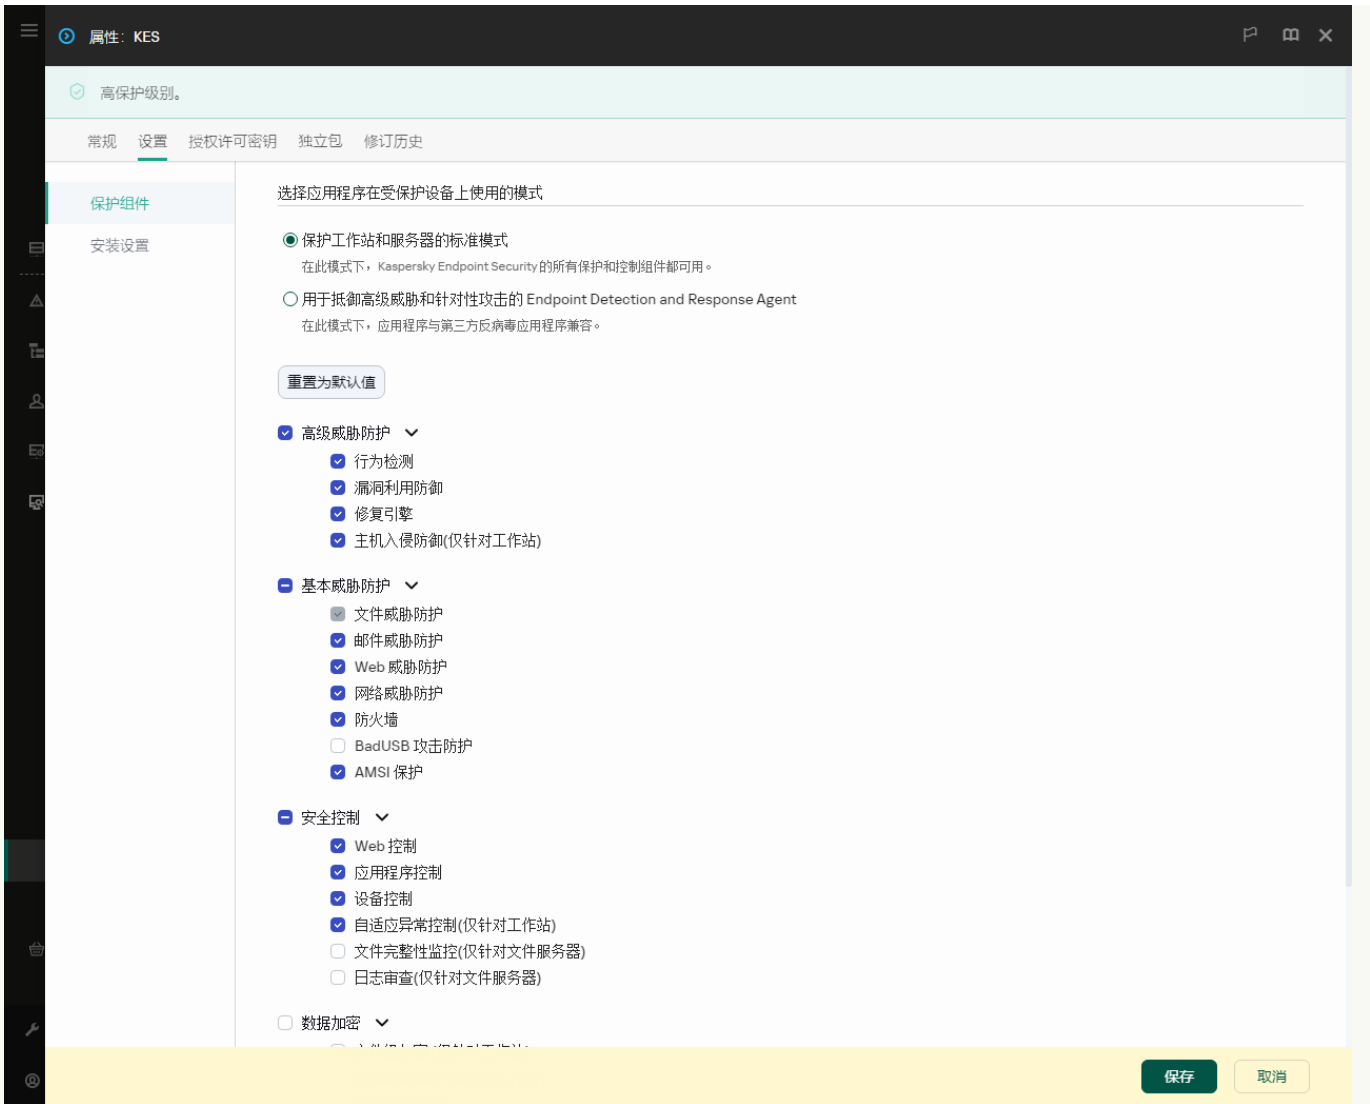 属性：KES
高保护级别。
常规 设置 授权许可密钥 独立包 修订历史
保护组件
安装设置
选择应用程序在受保护设备上使用的模式
保护工作站和服务器的标准模式
在此模式下，Kaspersky Endpoint Security 的所有保护和控制组件都可用。
用于抵御高级威胁和针对性攻击的 Endpoint Detection and Response Agent
在此模式下，应用程序与第三方反病毒应用程序兼容。
重置为默认值
高级威胁防护
行为检测
漏洞利用防御
修复引擎
主机入侵防御(仅针对工作站)
基本威胁防护
文件威胁防护
邮件威胁防护
Web 威胁防护
网络威胁防护
防火墙
BadUSB 攻击防护
AMSI 保护
安全控制
Web 控制
应用程序控制
设备控制
自适应异常控制(仅针对工作站)
文件完整性监控(仅针对文件服务器)
日志审查(仅针对文件服务器)
数据加密
保存 取消